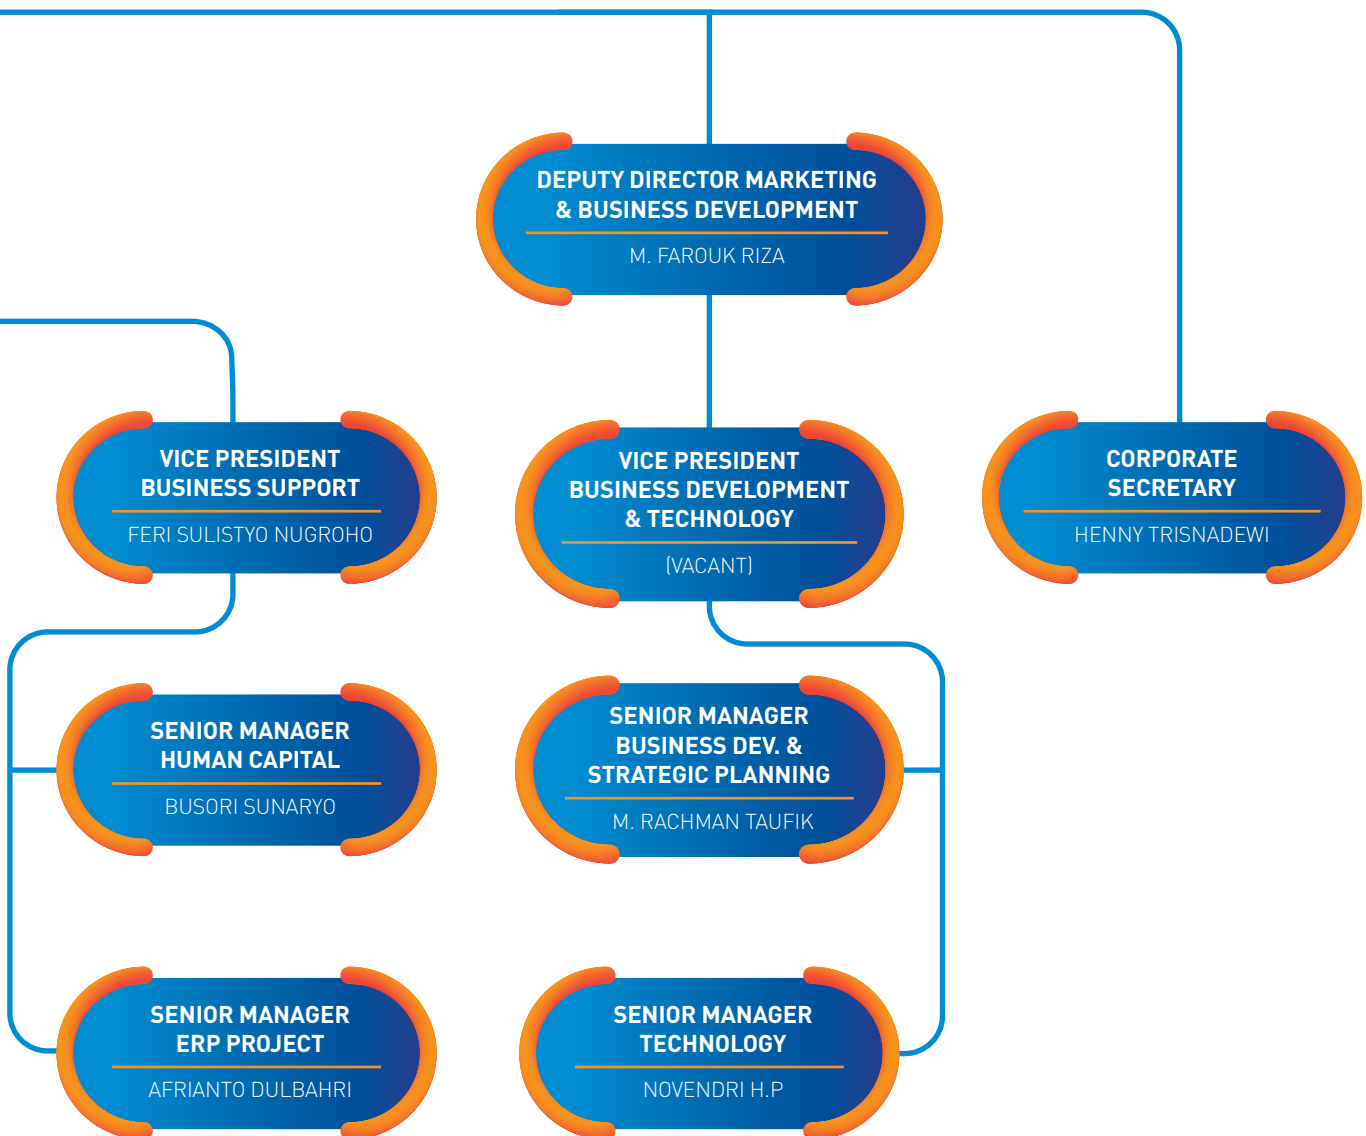 DEPUTY DIRECTOR MARKETING
& BUSINESS DEVELOPMENT
M. FAROUK RIZA
VICE PRESIDENT
BUSINESS SUPPORT
FERI SULISTYO NUGROHO
VICE PRESIDENT
BUSINESS DEVELOPMENT
& TECHNOLOGY
(VACANT)
CORPORATE
SECRETARY
HENNY TRISNADEWI
SENIOR MANAGER
HUMAN CAPITAL
BUSORI SUNARYO
SENIOR MANAGER
BUSINESS DEV. &
STRATEGIC PLANNING
M. RACHMAN TAUFIK
SENIOR MANAGER
ERP PROJECT
AFRIANTO DULBAHRI
SENIOR MANAGER
TECHNOLOGY
NOVENDRI H.P